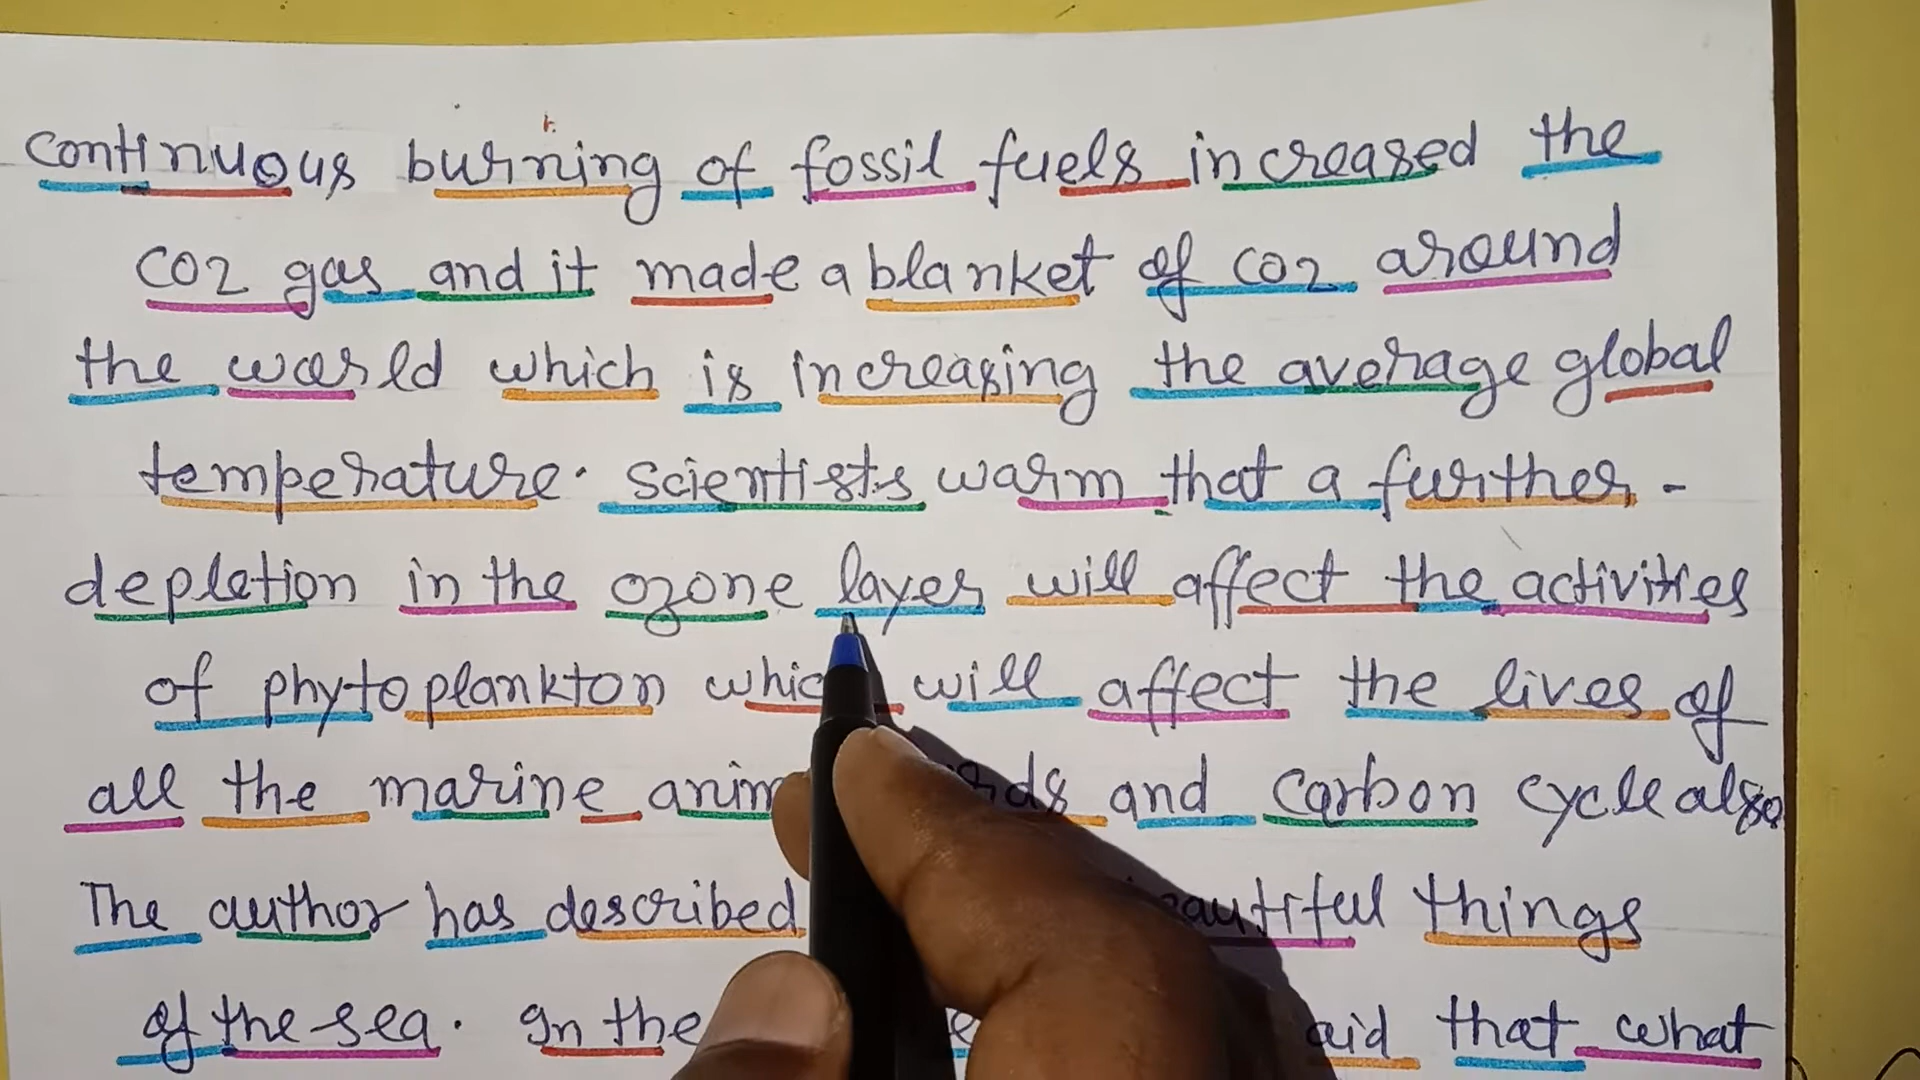 continuous burning of fossil fuels increased the
CO2 gas and it made a blanket of CO2 around
the world which is increasing the average global
temperature. Scientists warm that a further -
depletion in the ozone layer will affect the activities
of phytoplankton which will affect the lives of
all the marine and carbon cycle also
The author has described things
of the sea. In the that what